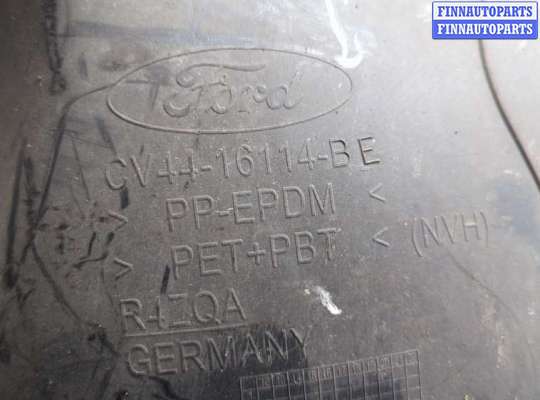 FINNAUTOPARTS
FINNAUTOPARTS
Ford
CV44-16114-BE
> PP-EPDM <
> PET+PBT < (NVH)
R4ZQA
GERMANY